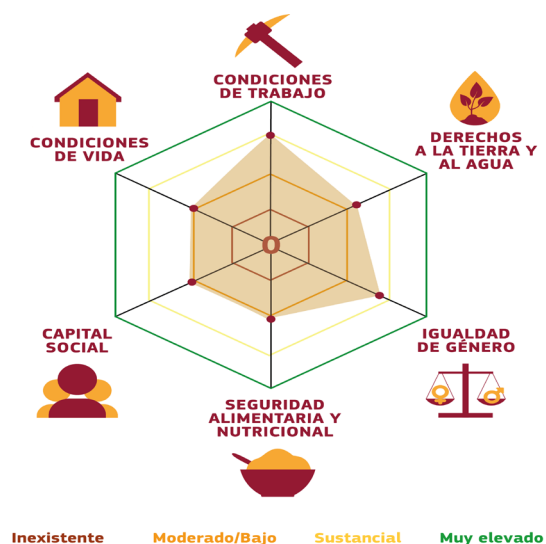 CONDICIONES
DE TRABAJO
CONDICIONES
DE VIDA
DERECHOS
A LA TIERRA Y
AL AGUA
0
CAPITAL
SOCIAL
IGUALDAD
DE GÉNERO
SEGURIDAD
ALIMENTARIA Y
NUTRICIONAL
Inexistente Moderado/Bajo Sustancial Muy elevado